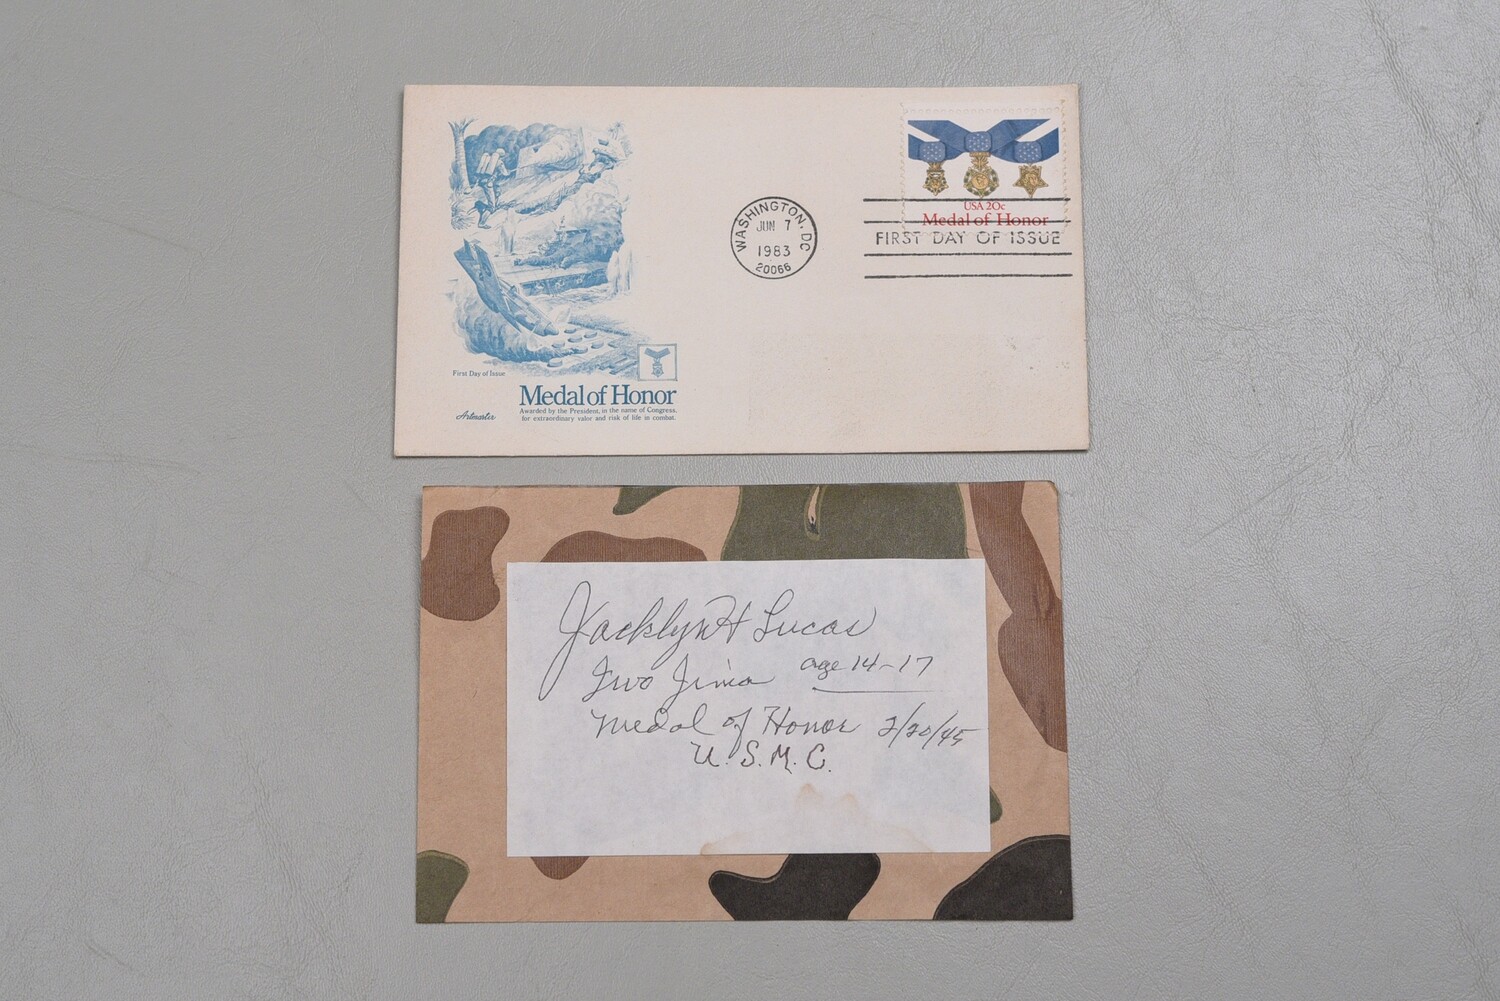 USA 20c
Medal of Honor
FIRST DAY OF ISSUE
WASHINGTON, DC
JUN 7
1983
20066
First Day of Issue
Medal of Honor
Awarded by the President, in the name of Congress,
for extraordinary valor and risk of life in combat.
Artmaster
Jacklyn H Lucas
Iwo Jima age 14-17
Medal of Honor 2/20/45
U.S.M.C.